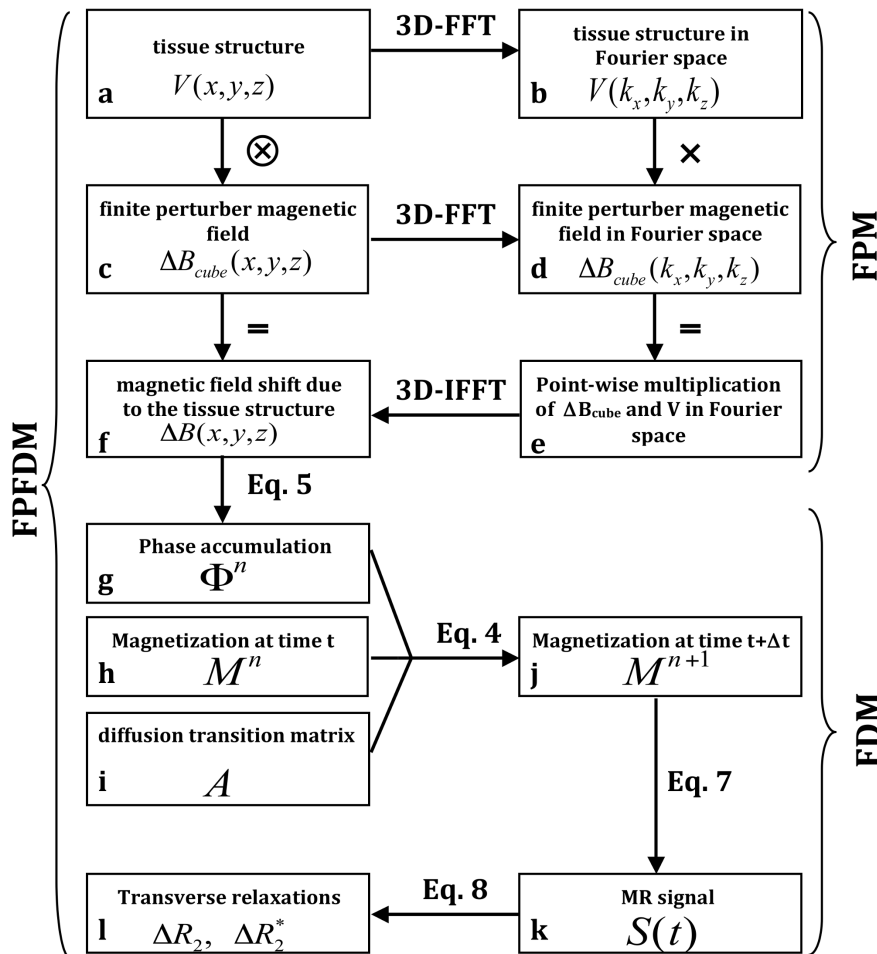 tissue structure
V(x,y,z)
a
3D-FFT
tissue structure in
Fourier space
V(k_x,k_y,k_z)
b
⊗
×
finite perturber magenetic
field
ΔB_cube(x,y,z)
c
3D-FFT
finite perturber magenetic
field in Fourier space
ΔB_cube(k_x,k_y,k_z)
d
=
=
magnetic field shift due
to the tissue structure
ΔB(x,y,z)
f
3D-IFFT
Point-wise multiplication
of ΔB_cube and V in Fourier
space
e
FPM
Eq. 5
FPFDM
Phase accumulation
Φ^n
g
Magnetization at time t
M^n
h
diffusion transition matrix
A
i
Eq. 4
Magnetization at time t+Δt
M^{n+1}
j
FDM
Eq. 7
Transverse relaxations
ΔR_2, ΔR_2^*
l
Eq. 8
MR signal
S(t)
k